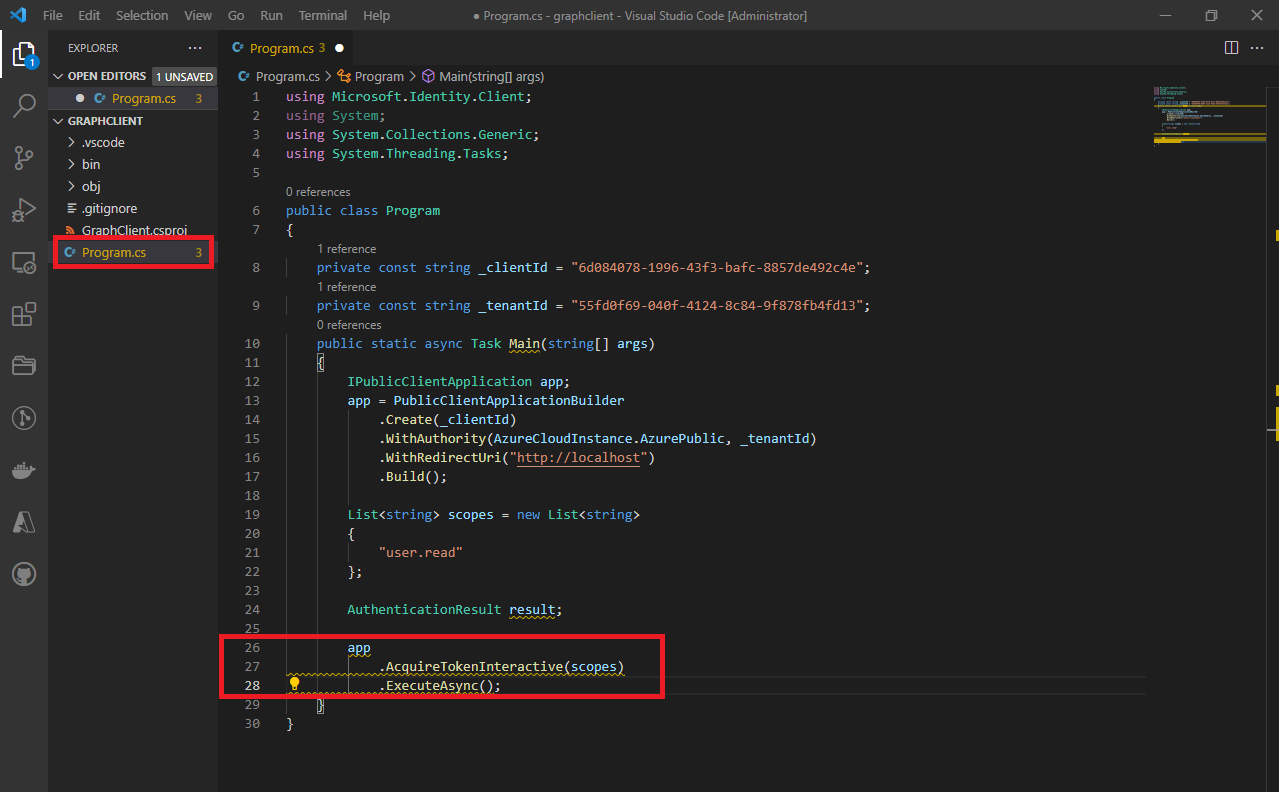 File Edit Selection View Go Run Terminal Help
● Program.cs - graphclient - Visual Studio Code [Administrator]
1
EXPLORER ...
OPEN EDITORS 1 UNSAVED
● C# Program.cs 3
GRAPHCLIENT
> .vscode
> bin
> obj
.gitignore
GraphClient.csproj
C# Program.cs 3
C# Program.cs 3 ●
...
C# Program.cs > Program > Main(string[] args)
1 using Microsoft.Identity.Client;
2 using System;
3 using System.Collections.Generic;
4 using System.Threading.Tasks;
5
0 references
6 public class Program
7 {
1 reference
8 private const string _clientId = "6d084078-1996-43f3-bafc-8857de492c4e";
1 reference
9 private const string _tenantId = "55fd0f69-040f-4124-8c84-9f878fb4fd13";
0 references
10 public static async Task Main(string[] args)
11 {
12 IPublicClientApplication app;
13 app = PublicClientApplicationBuilder
14 .Create(_clientId)
15 .WithAuthority(AzureCloudInstance.AzurePublic, _tenantId)
16 .WithRedirectUri("http://localhost")
17 .Build();
18
19 List<string> scopes = new List<string>
20 {
21 "user.read"
22 };
23
24 AuthenticationResult result;
25
26 app
27 .AcquireTokenInteractive(scopes)
28 .ExecuteAsync();
29 }
30 }